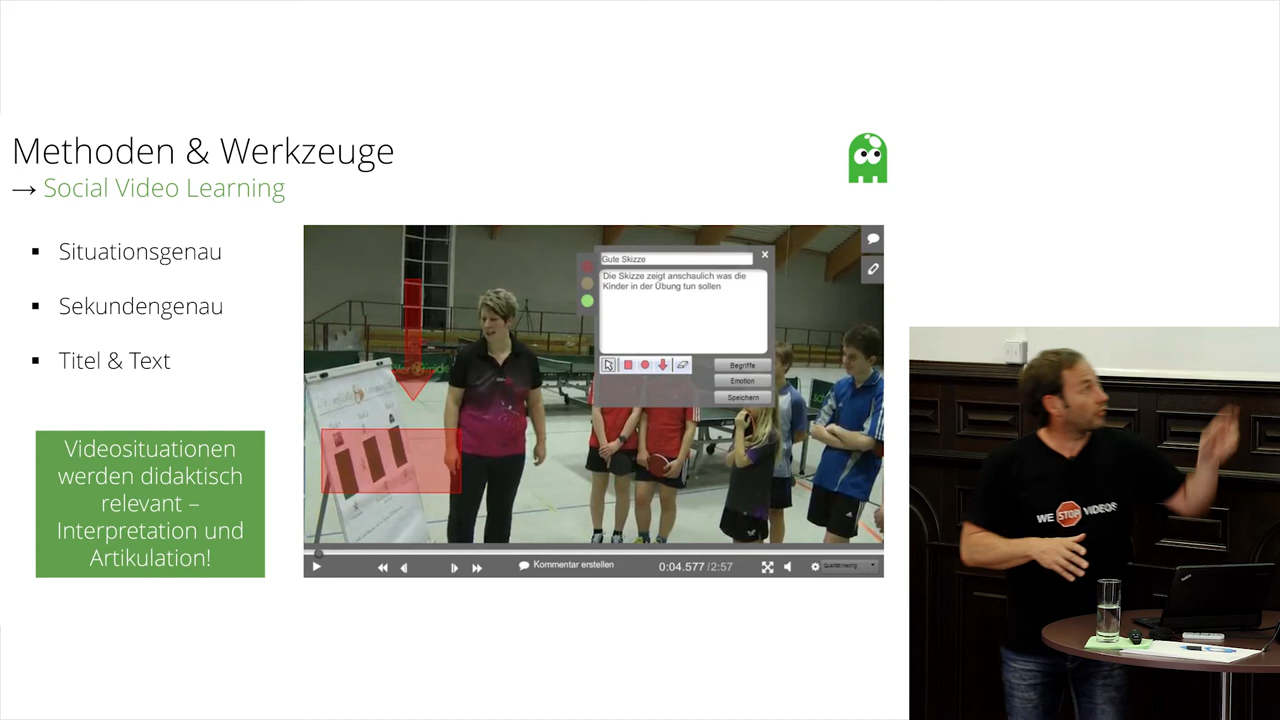 Methoden & Werkzeuge
→ Social Video Learning
▪ Situationsgenau
▪ Sekundengenau
▪ Titel & Text
Videosituationen
werden didaktisch
relevant –
Interpretation und
Artikulation!
Gute Skizze
Die Skizze zeigt anschaulich was die
Kinder in der Übung tun sollen
Begriffe
Emotion
Speichern
Kommentar erstellen
0:04.577 / 2:57
WE STOP VIDEOS